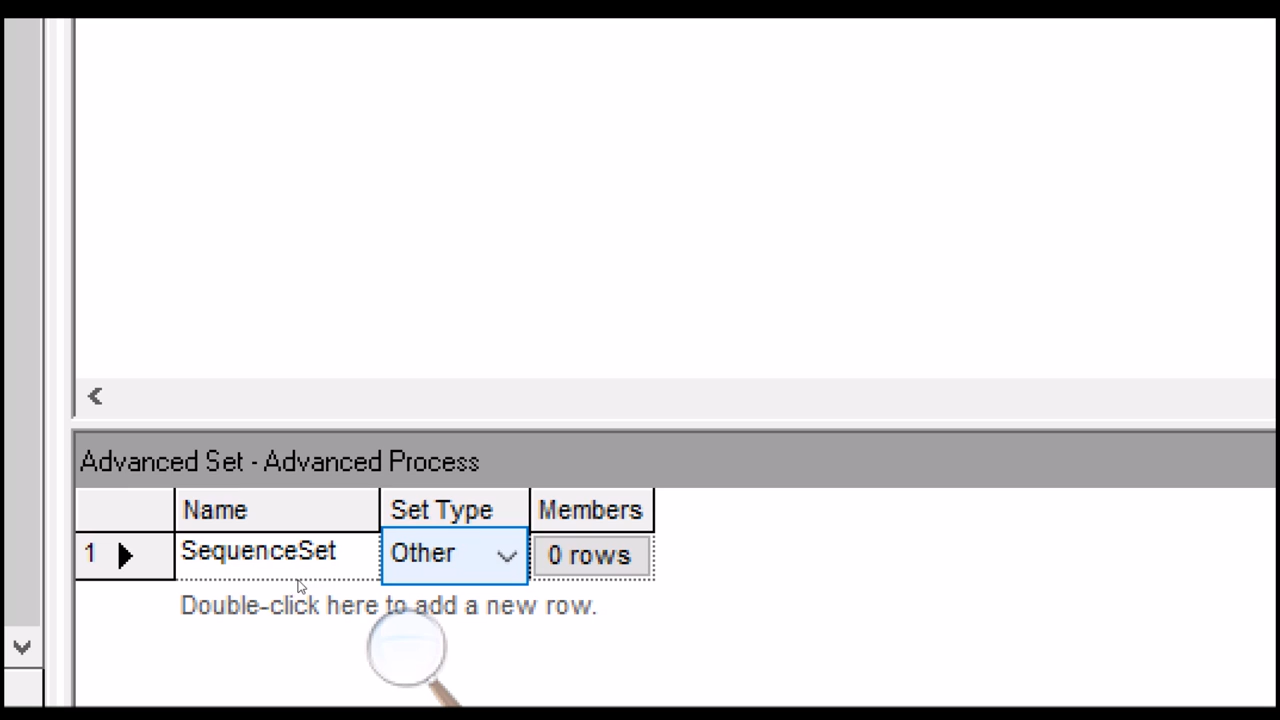 Advanced Set - Advanced Process
Name Set Type Members
1 SequenceSet Other 0 rows
Double-click here to add a new row.